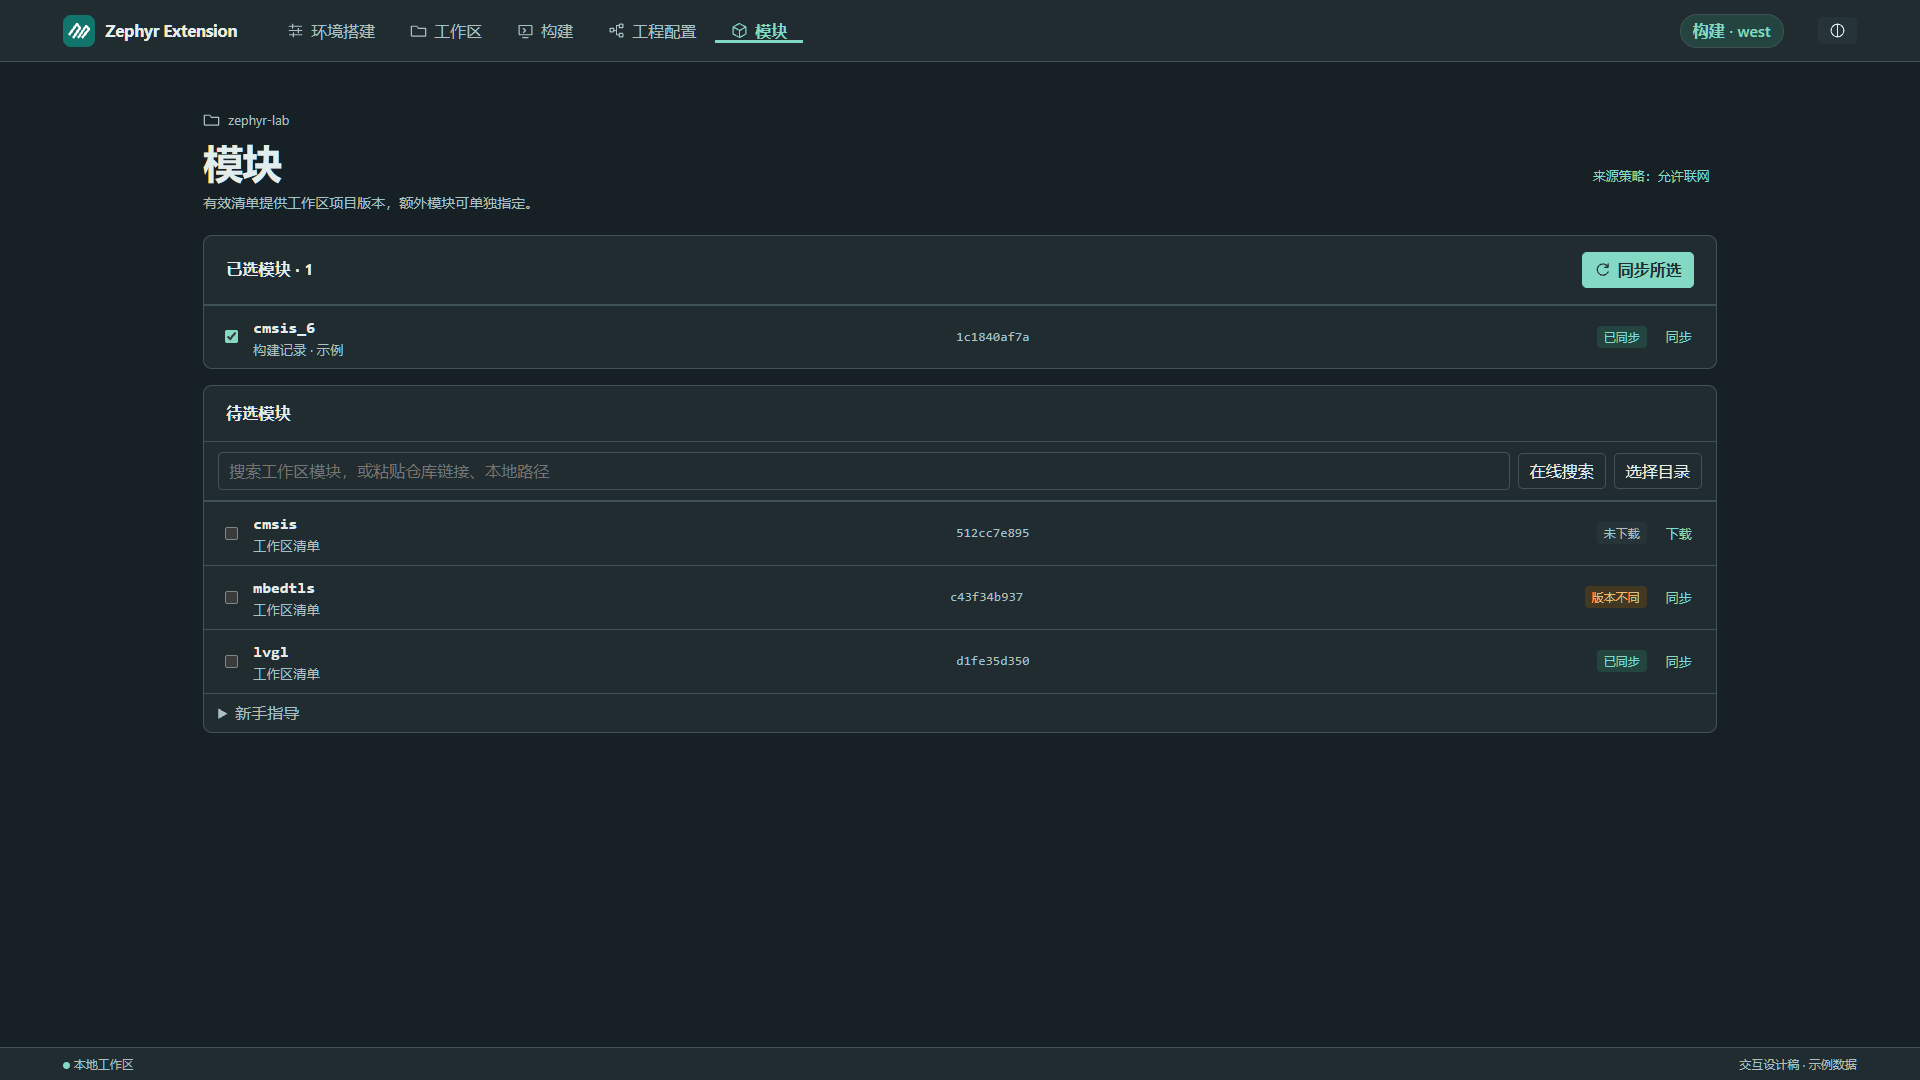 Zephyr Extension
环境搭建
工作区
构建
工程配置
模块
构建 · west
zephyr-lab
模块
来源策略：允许联网
有效清单提供工作区项目版本，额外模块可单独指定。
已选模块 · 1
同步所选
cmsis_6
构建记录 · 示例
1c1840af7a
已同步
同步
待选模块
搜索工作区模块，或粘贴仓库链接、本地路径
在线搜索
选择目录
cmsis
工作区清单
512cc7e895
未下载
下载
mbedtls
工作区清单
c43f34b937
版本不同
同步
lvgl
工作区清单
d1fe35d350
已同步
同步
新手指导
本地工作区
交互设计稿 · 示例数据